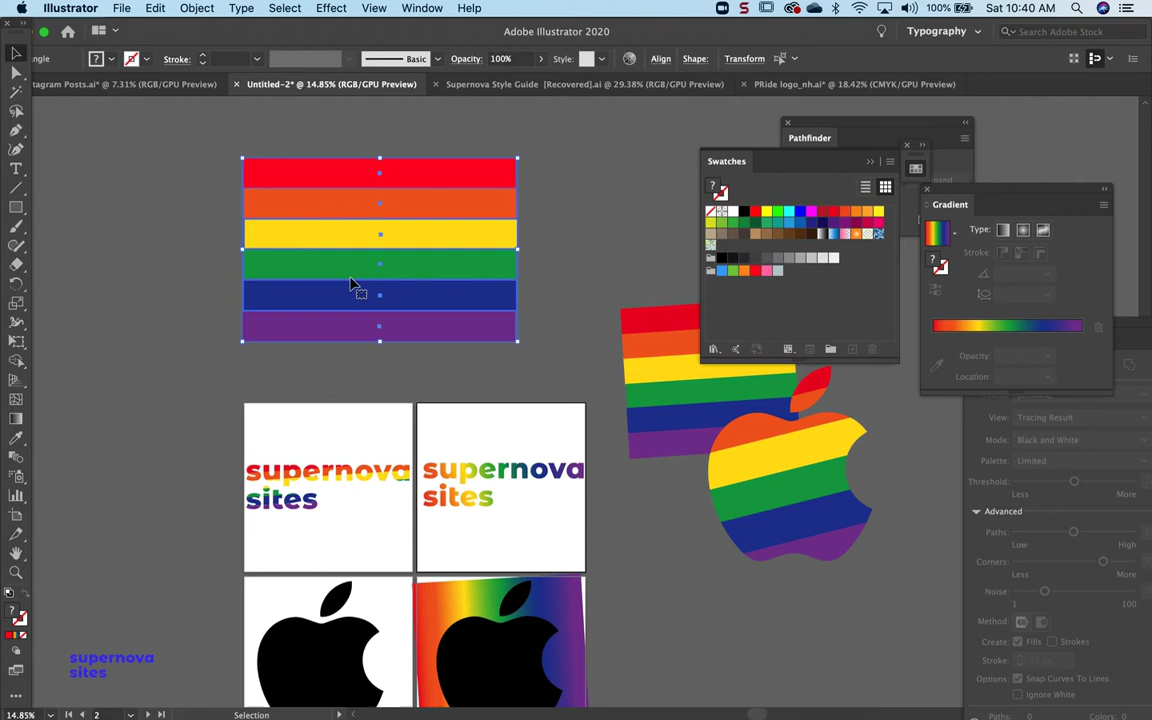 Illustrator File Edit Object Type Select Effect View Window Help 100% Sat 10:40 AM
Adobe Illustrator 2020
Typography
Search Adobe Stock
angle ? Stroke: Basic Opacity: 100% Style: Align Shape: Transform
tagram Posts.ai* @ 7.31% (RGB/GPU Preview) Untitled-2* @ 14.85% (RGB/GPU Preview) Supernova Style Guide [Recovered].ai @ 29.38% (RGB/GPU Preview) PRide logo_nh.ai* @ 18.42% (CMYK/GPU Preview)
Pathfinder
Swatches
Gradient
Type:
Stroke:
Opacity:
Location:
View: Tracing Result
Mode: Black and White
Palette: Limited
Threshold:
Less More
Advanced
Paths:
Low High
Corners:
Less More
Noise:
1 100
Method:
Create: Fills Strokes
Stroke: 10 px
Options: Snap Curves To Lines
Ignore White
Paths: 0 Colors:
supernova
sites
supernova
sites
supernova
sites
14.85% 2 Selection